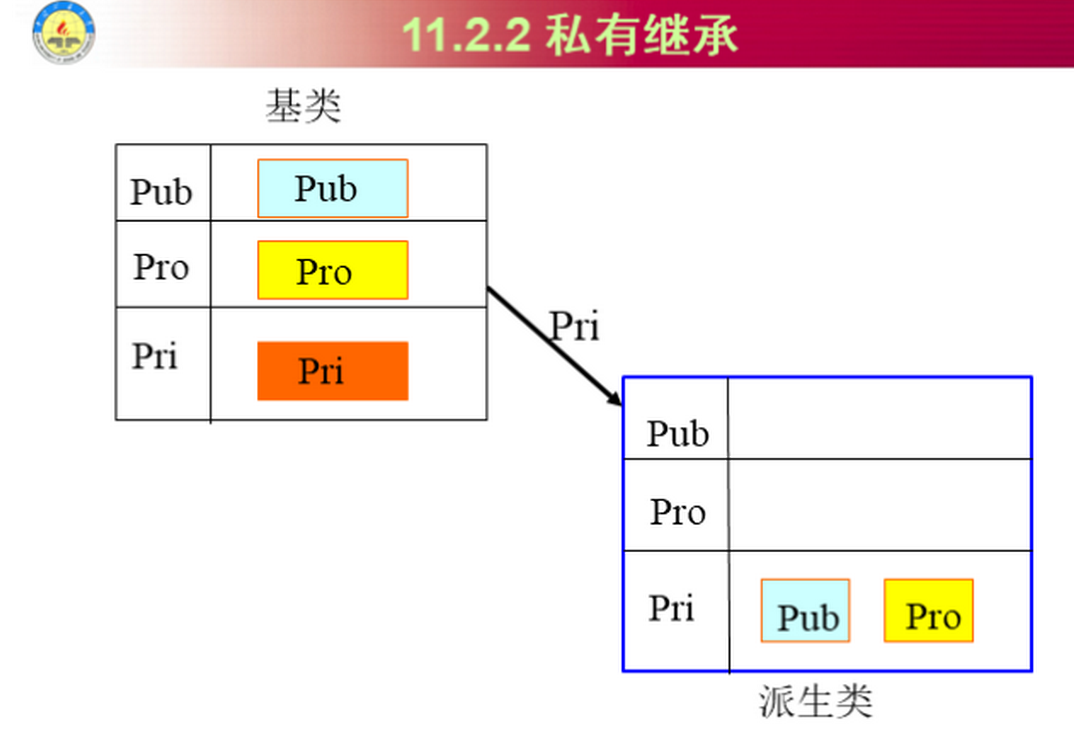 11.2.2 私有继承
基类
Pub Pub
Pro Pro
Pri Pri
Pri
Pub
Pro
Pri Pub Pro
派生类